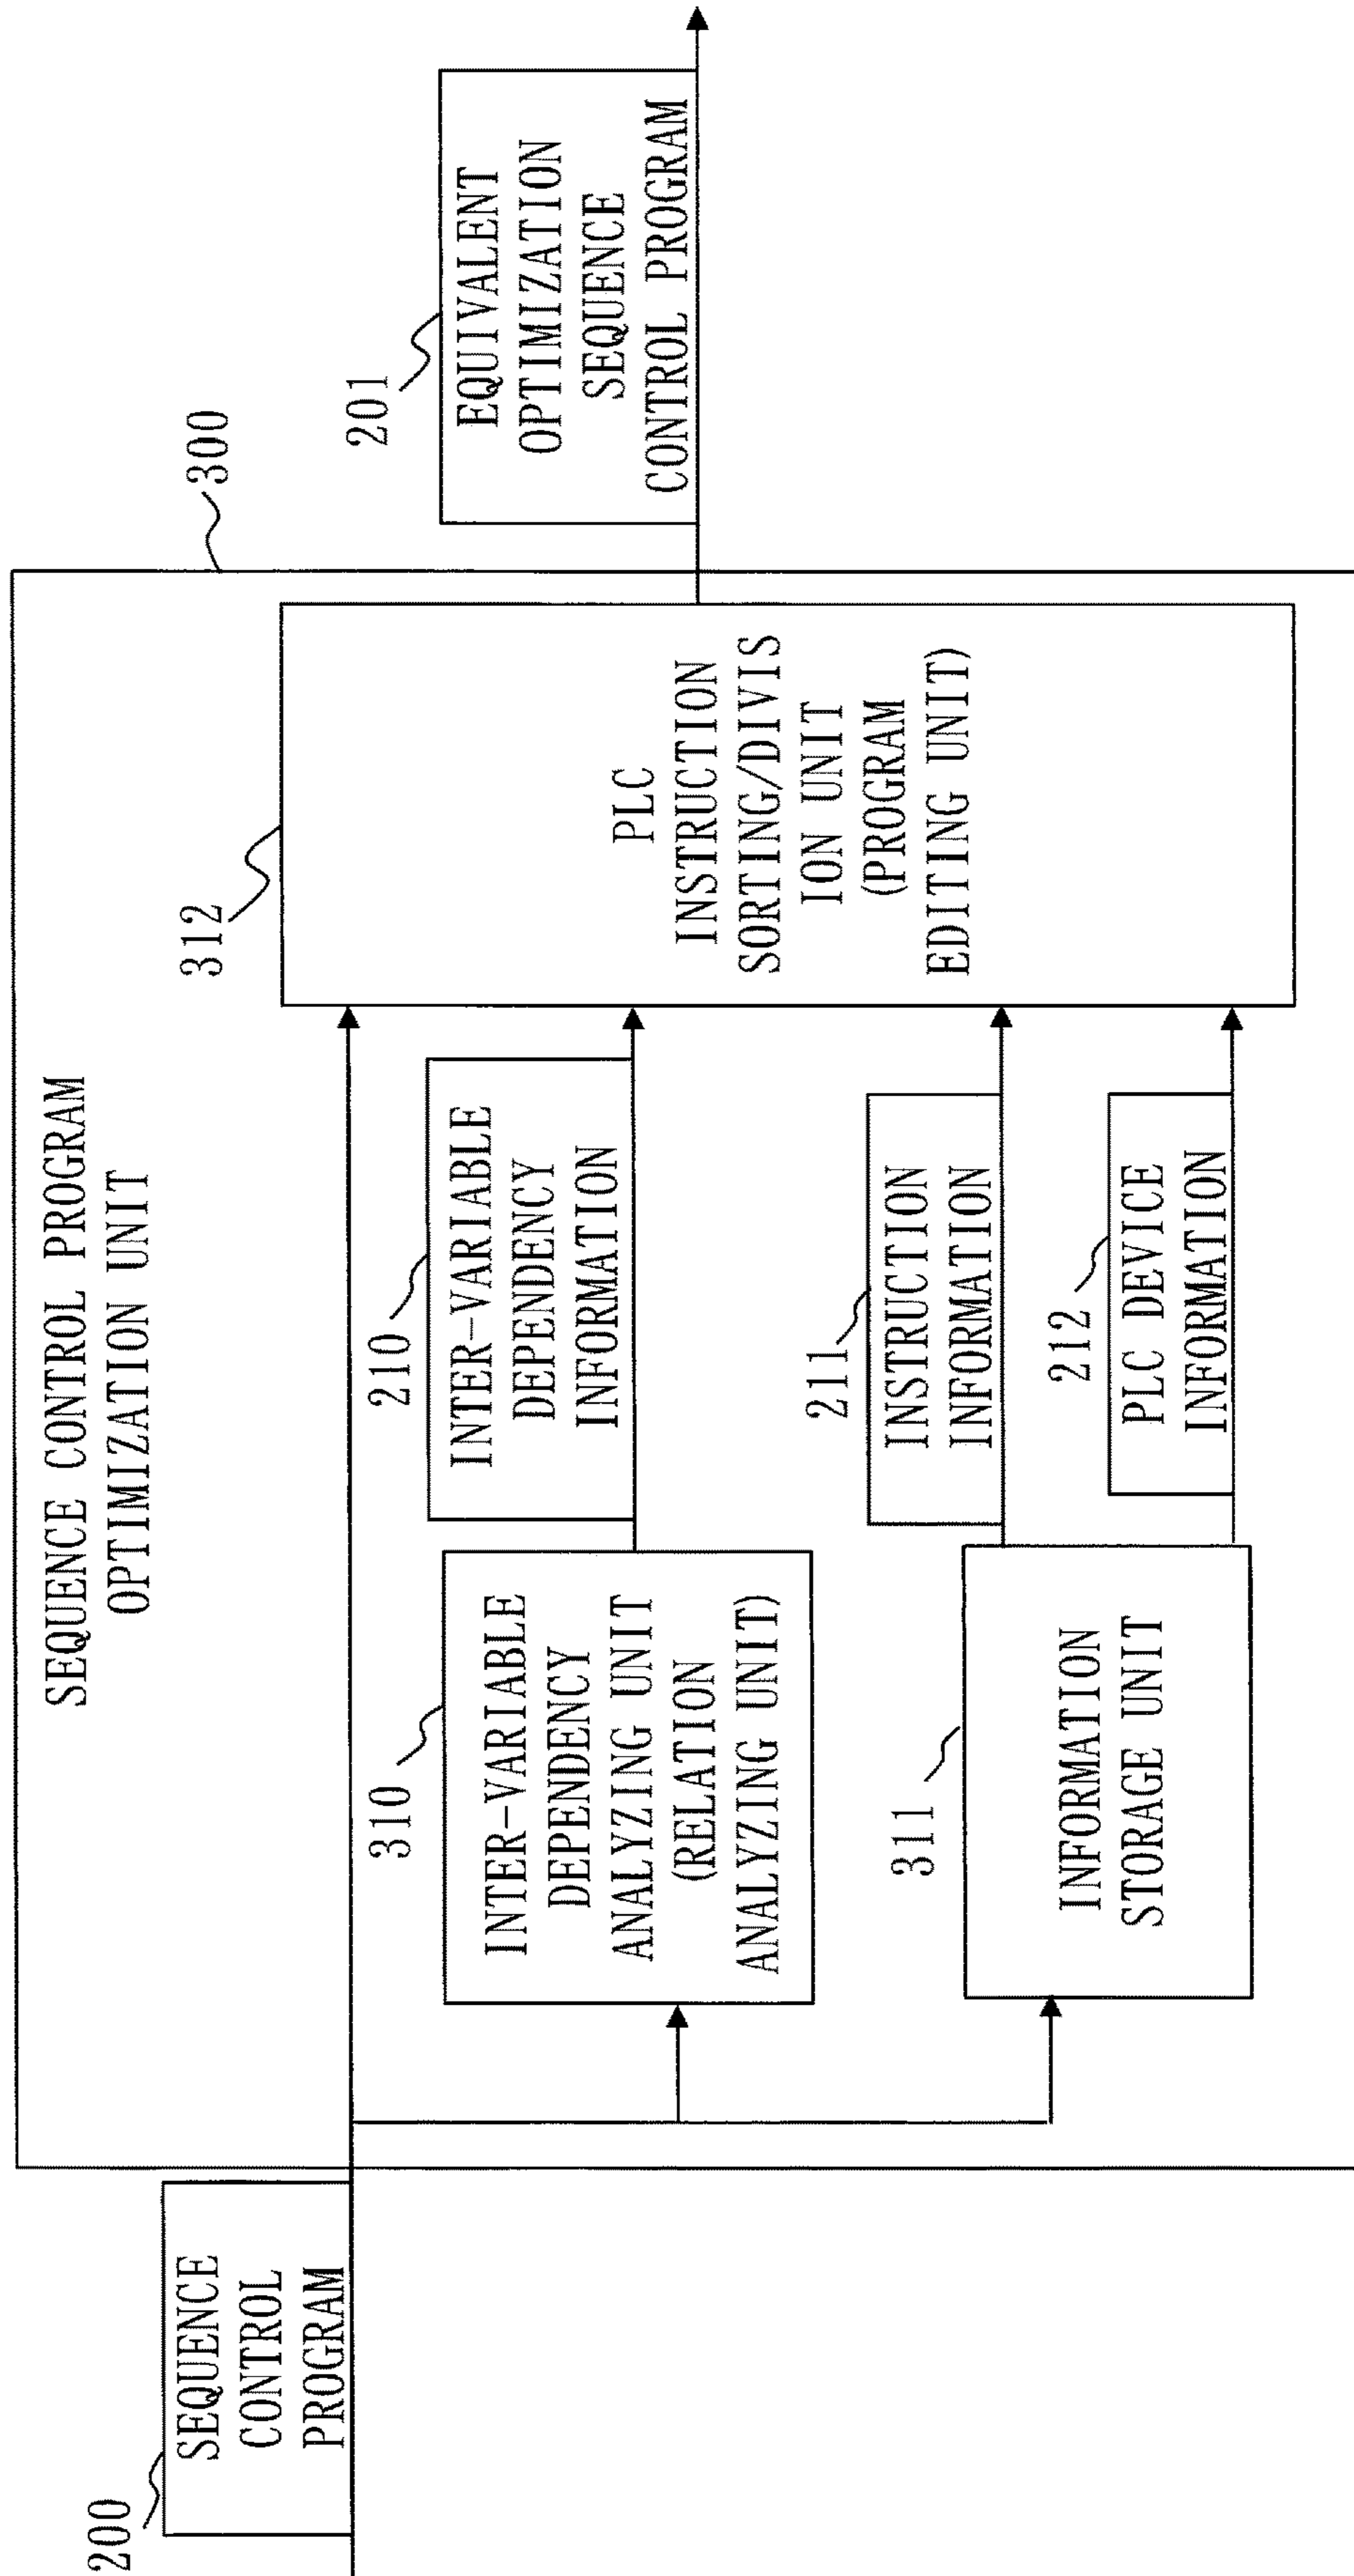 SEQUENCE CONTROL PROGRAM
OPTIMIZATION UNIT
300
200
SEQUENCE
CONTROL
PROGRAM
310
INTER-VARIABLE
DEPENDENCY
ANALYZING UNIT
(RELATION
ANALYZING UNIT)
210
INTER-VARIABLE
DEPENDENCY
INFORMATION
311
INFORMATION
STORAGE UNIT
211
INSTRUCTION
INFORMATION
212
PLC DEVICE
INFORMATION
312
PLC
INSTRUCTION
SORTING/DIVIS
ION UNIT
(PROGRAM
EDITING UNIT)
201
EQUIVALENT
OPTIMIZATION
SEQUENCE
CONTROL PROGRAM